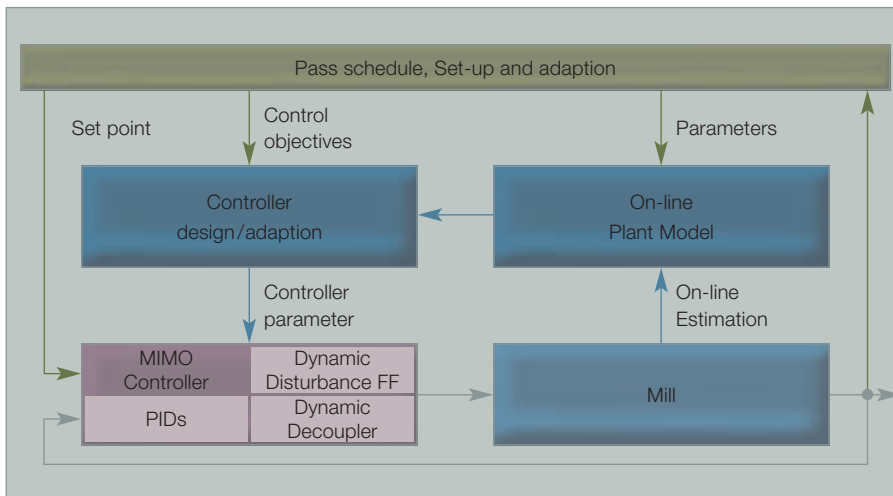 Pass schedule, Set-up and adaption
Set point
Control
objectives
Parameters
Controller
design/adaption
On-line
Plant Model
Controller
parameter
On-line
Estimation
MIMO
Controller
Dynamic
Disturbance FF
PIDs
Dynamic
Decoupler
Mill